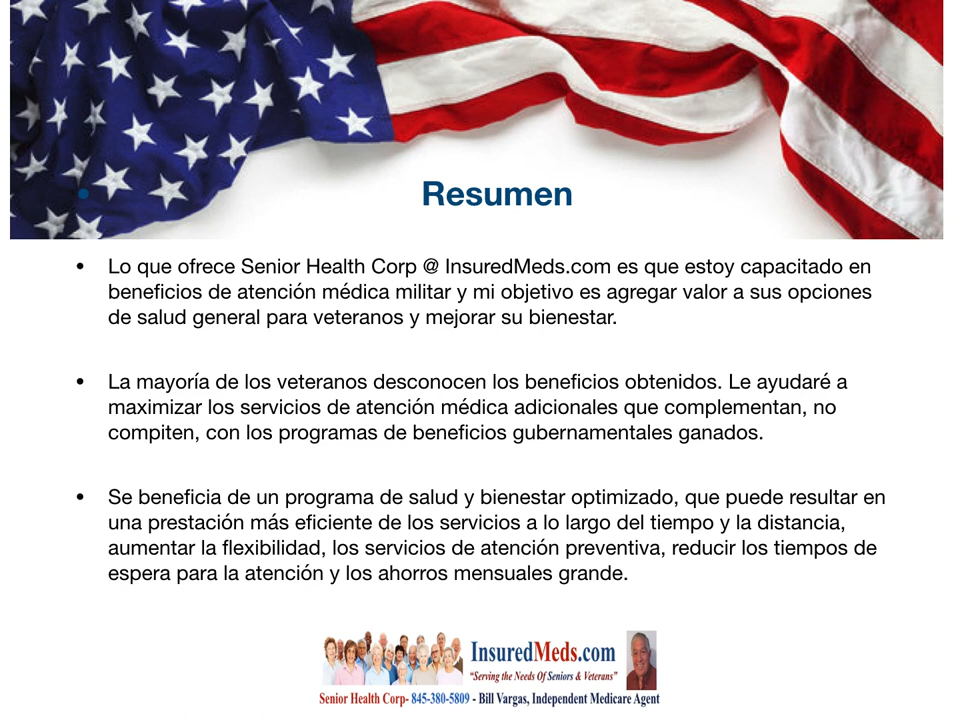 Resumen
• Lo que ofrece Senior Health Corp @ InsuredMeds.com es que estoy capacitado en
beneficios de atención médica militar y mi objetivo es agregar valor a sus opciones
de salud general para veteranos y mejorar su bienestar.
• La mayoría de los veteranos desconocen los beneficios obtenidos. Le ayudaré a
maximizar los servicios de atención médica adicionales que complementan, no
compiten, con los programas de beneficios gubernamentales ganados.
• Se beneficia de un programa de salud y bienestar optimizado, que puede resultar en
una prestación más eficiente de los servicios a lo largo del tiempo y la distancia,
aumentar la flexibilidad, los servicios de atención preventiva, reducir los tiempos de
espera para la atención y los ahorros mensuales grande.
InsuredMeds.com
“Serving the Needs Of Seniors & Veterans”
Senior Health Corp- 845-380-5809 - Bill Vargas, Independent Medicare Agent